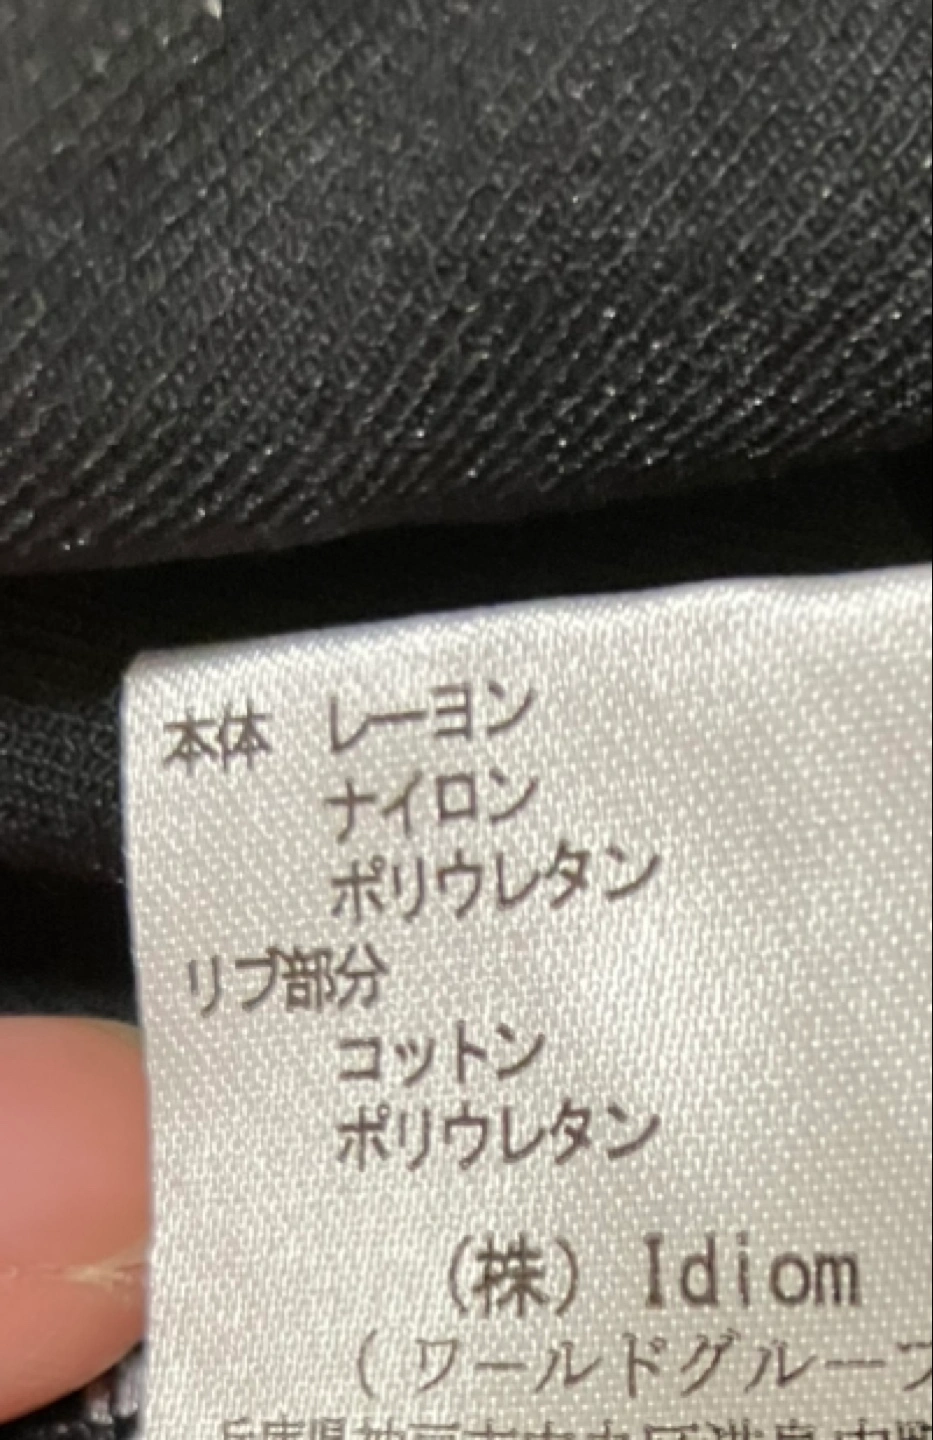 本体 レーヨン
ナイロン
ポリウレタン
リブ部分
コットン
ポリウレタン
(株) Idiom
(ワールドグループ